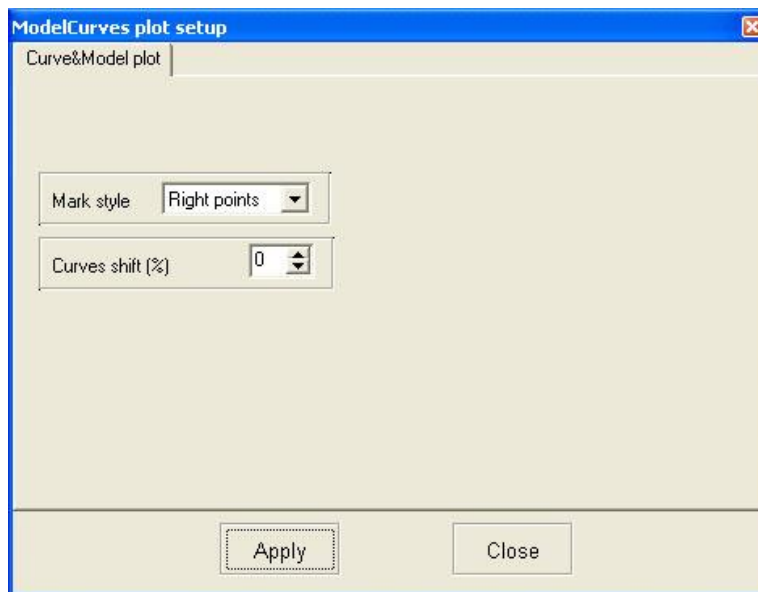 ModelCurves plot setup
Curve&Model plot
Mark style Right points
Curves shift (%) 0
Apply Close